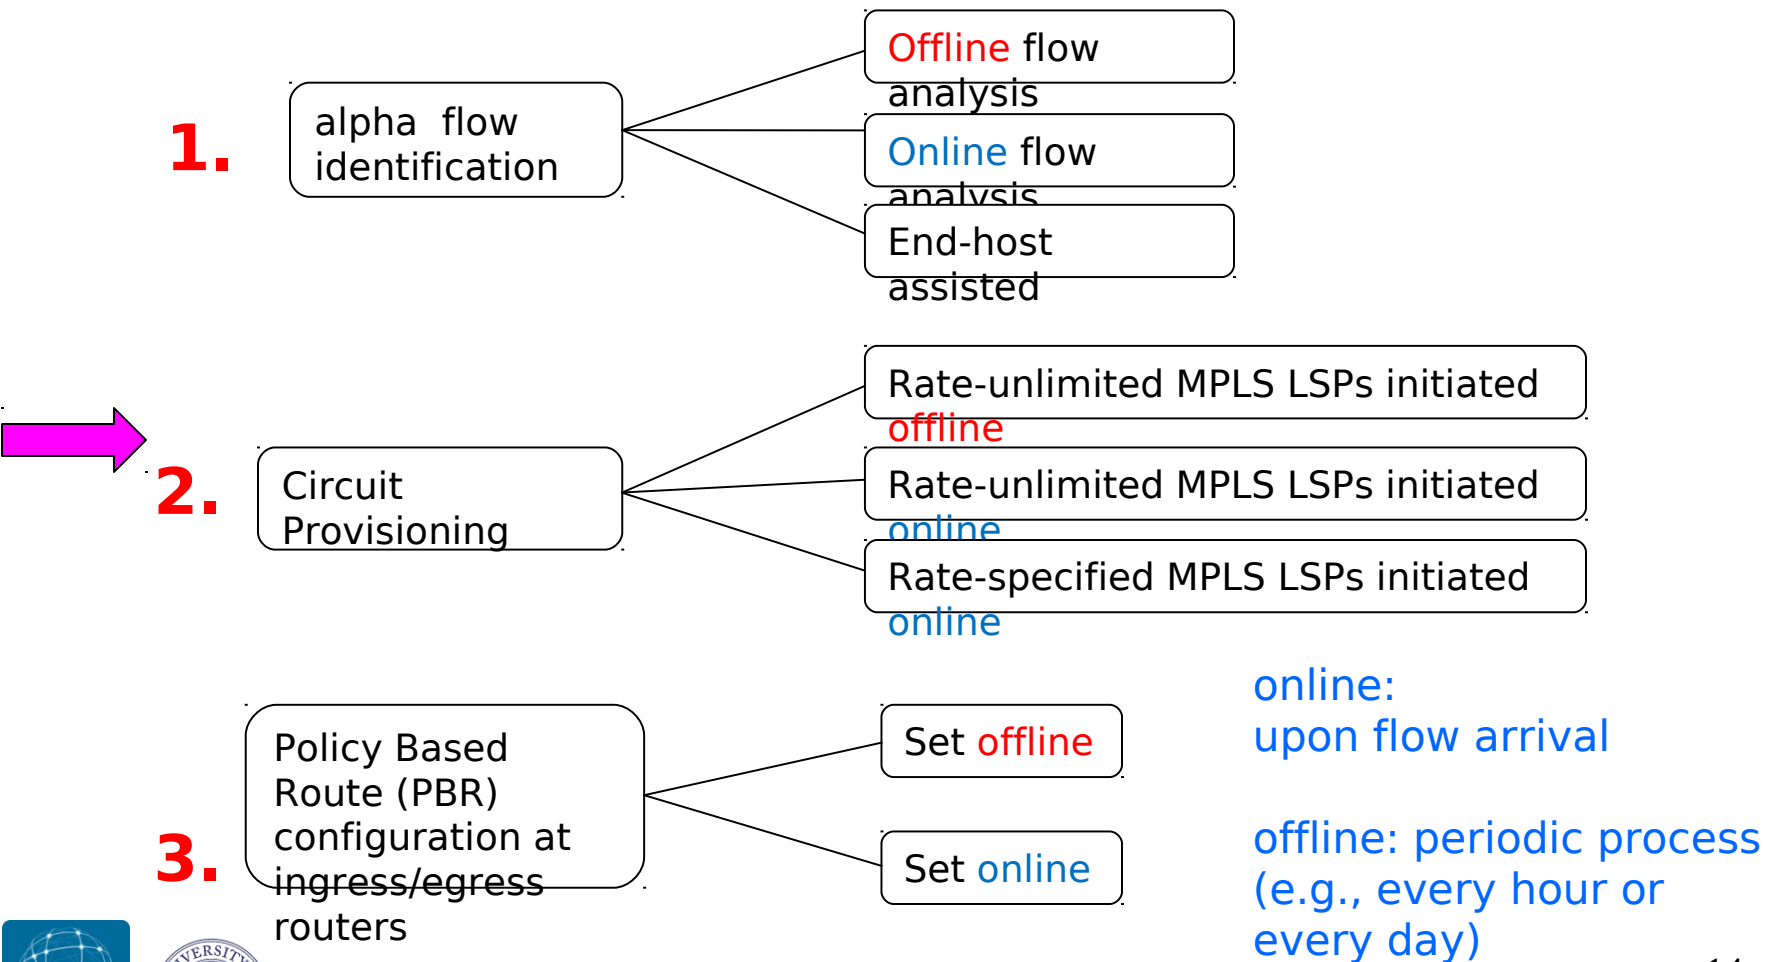 1.
alpha flow
identification
Offline flow
analysis
Online flow
analysis
End-host
assisted
2.
Circuit
Provisioning
Rate-unlimited MPLS LSPs initiated
offline
Rate-unlimited MPLS LSPs initiated
online
Rate-specified MPLS LSPs initiated
online
3.
Policy Based
Route (PBR)
configuration at
ingress/egress
routers
Set offline
Set online
online:
upon flow arrival
offline: periodic process
(e.g., every hour or
every day)